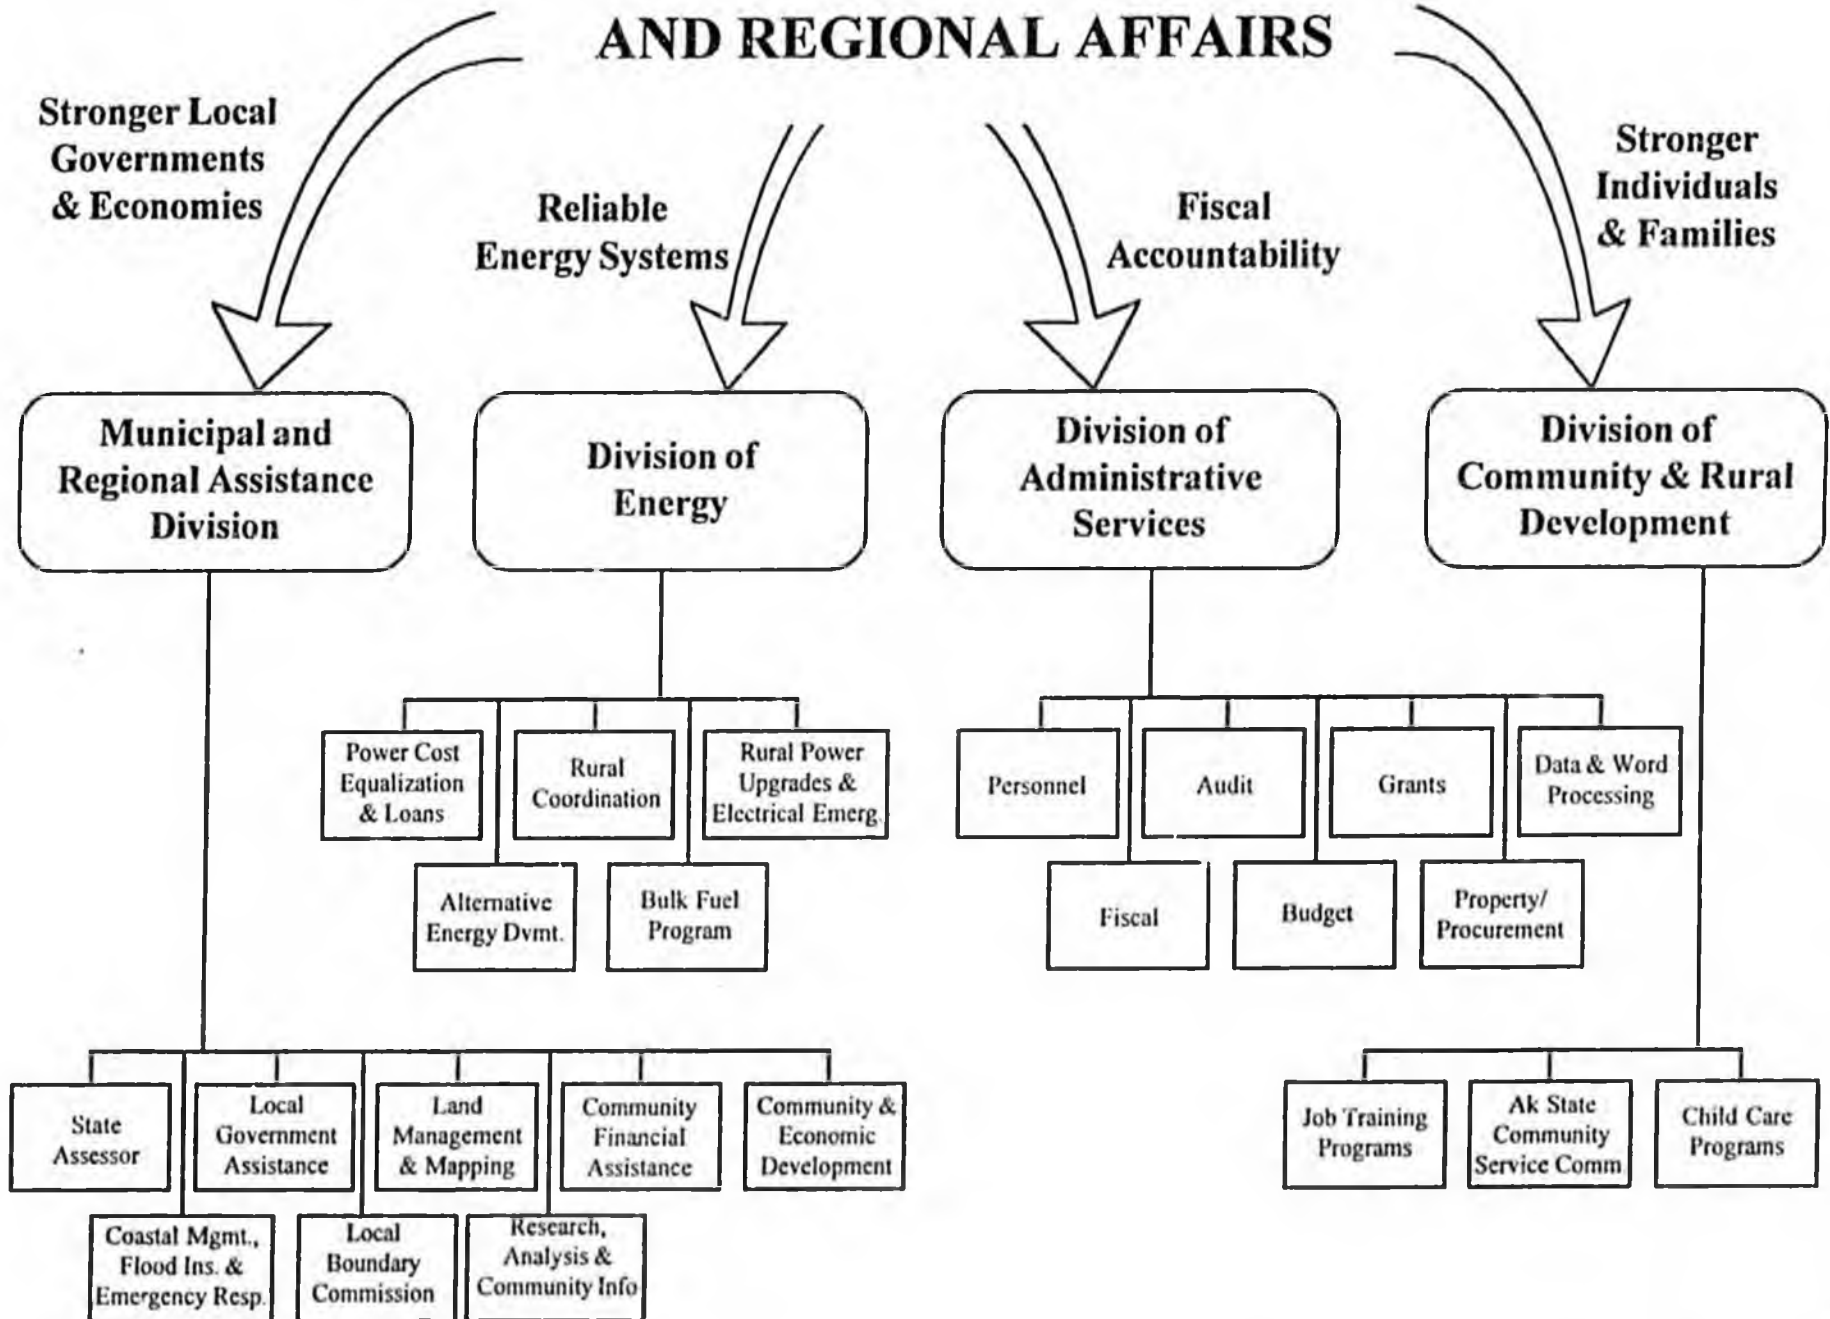 AND REGIONAL AFFAIRS
Stronger Local
Governments
& Economies
Reliable
Energy Systems
Fiscal
Accountability
Stronger
Individuals
& Families
Municipal and
Regional Assistance
Division
Division of
Energy
Division of
Administrative
Services
Division of
Community & Rural
Development
Power Cost
Equalization
& Loans
Rural
Coordination
Rural Power
Upgrades &
Electrical Emerg.
Alternative
Energy Dvmt.
Bulk Fuel
Program
Personnel
Audit
Grants
Data & Word
Processing
Fiscal
Budget
Property/
Procurement
State
Assessor
Local
Government
Assistance
Land
Management
& Mapping
Community
Financial
Assistance
Community &
Economic
Development
Coastal Mgmt.,
Flood Ins. &
Emergency Resp.
Local
Boundary
Commission
Research,
Analysis &
Community Info
Job Training
Programs
Ak State
Community
Service Comm
Child Care
Programs